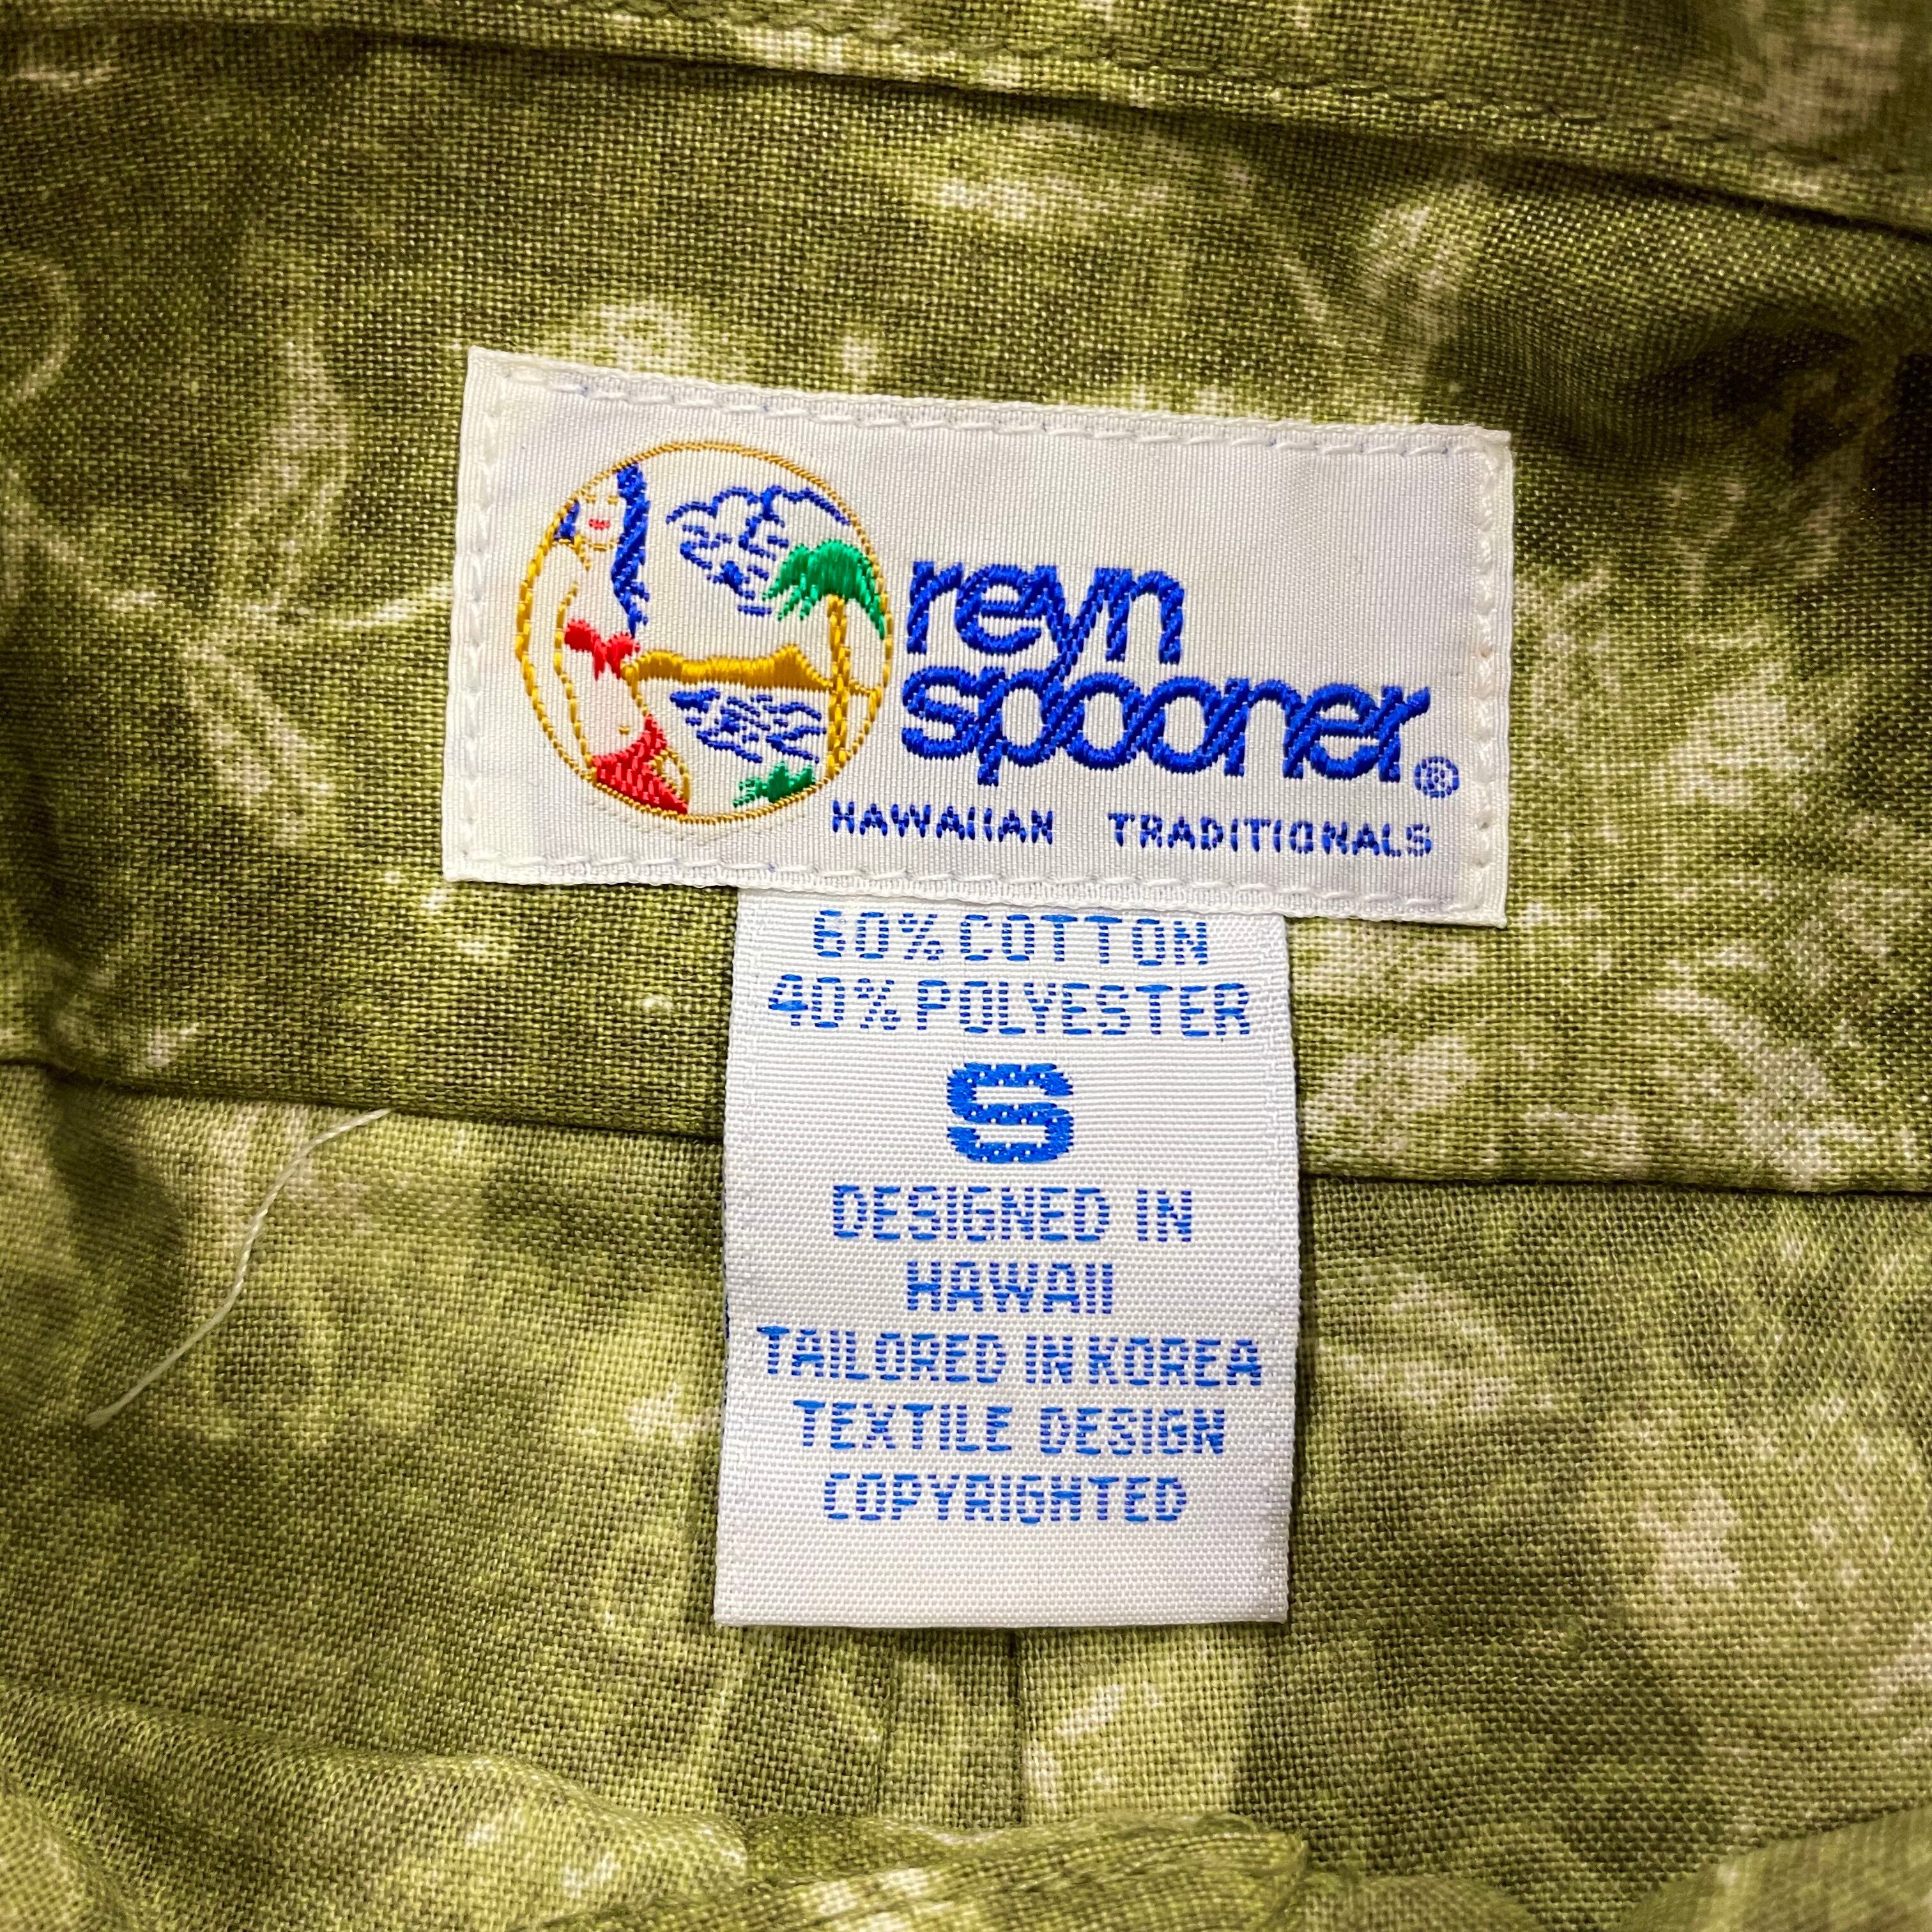 reyn
spooner®
HAWAIIAN TRADITIONALS
60% COTTON
40% POLYESTER
S
DESIGNED IN
HAWAII
TAILORED IN KOREA
TEXTILE DESIGN
COPYRIGHTED